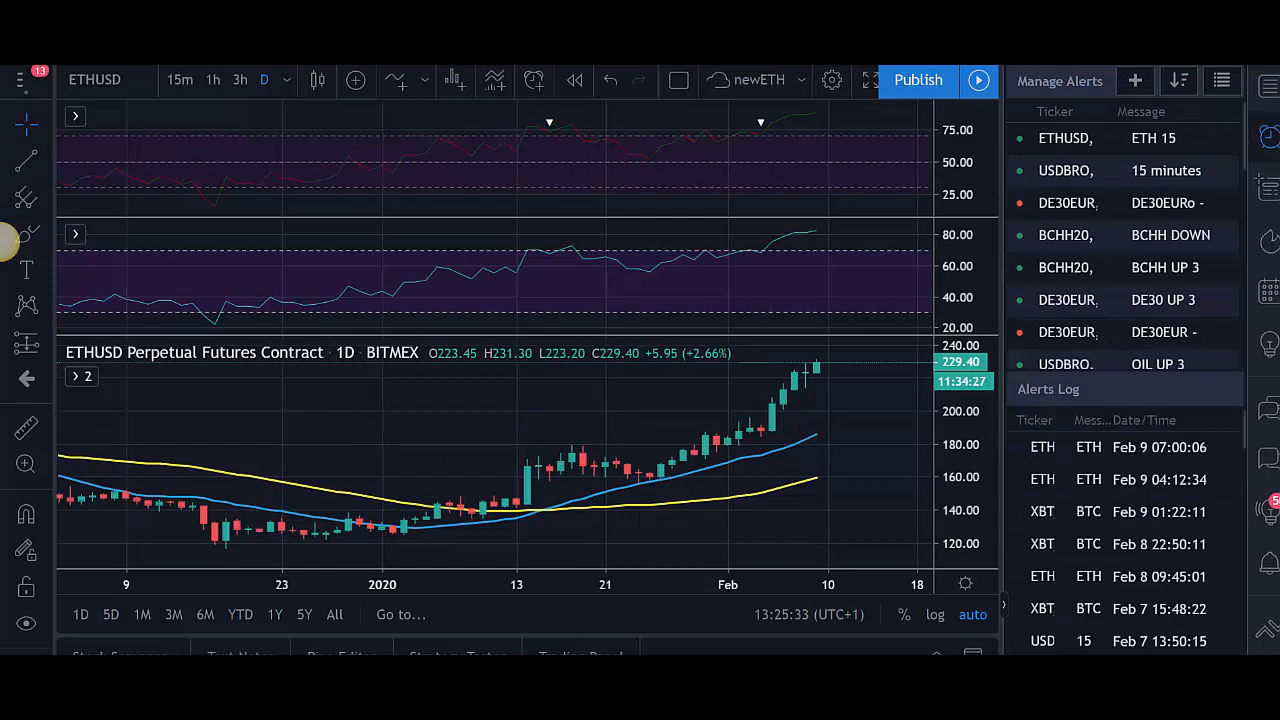 13
ETHUSD 15m 1h 3h D newETH Publish
Manage Alerts
Ticker Message
ETHUSD, ETH 15
USDBRO, 15 minutes
DE30EUR, DE30EURo -
BCHH20, BCHH DOWN
BCHH20, BCHH UP 3
DE30EUR, DE30 UP 3
DE30EUR, DE30EUR -
USDBRO, OIL UP 3
Alerts Log
Ticker Mess... Date/Time
ETH ETH Feb 9 07:00:06
ETH ETH Feb 9 04:12:34
XBT BTC Feb 9 01:22:11
XBT BTC Feb 8 22:50:11
ETH ETH Feb 8 09:45:01
XBT BTC Feb 7 15:48:22
USD 15 Feb 7 13:50:15
75.00
50.00
25.00
80.00
60.00
40.00
20.00
ETHUSD Perpetual Futures Contract · 1D · BITMEX O223.45 H231.30 L223.20 C229.40 +5.95 (+2.66%)
2
240.00
229.40
11:34:27
200.00
180.00
160.00
140.00
120.00
9 23 2020 13 21 Feb 10 18
1D 5D 1M 3M 6M YTD 1Y 5Y All Go to... 13:25:33 (UTC+1) % log auto